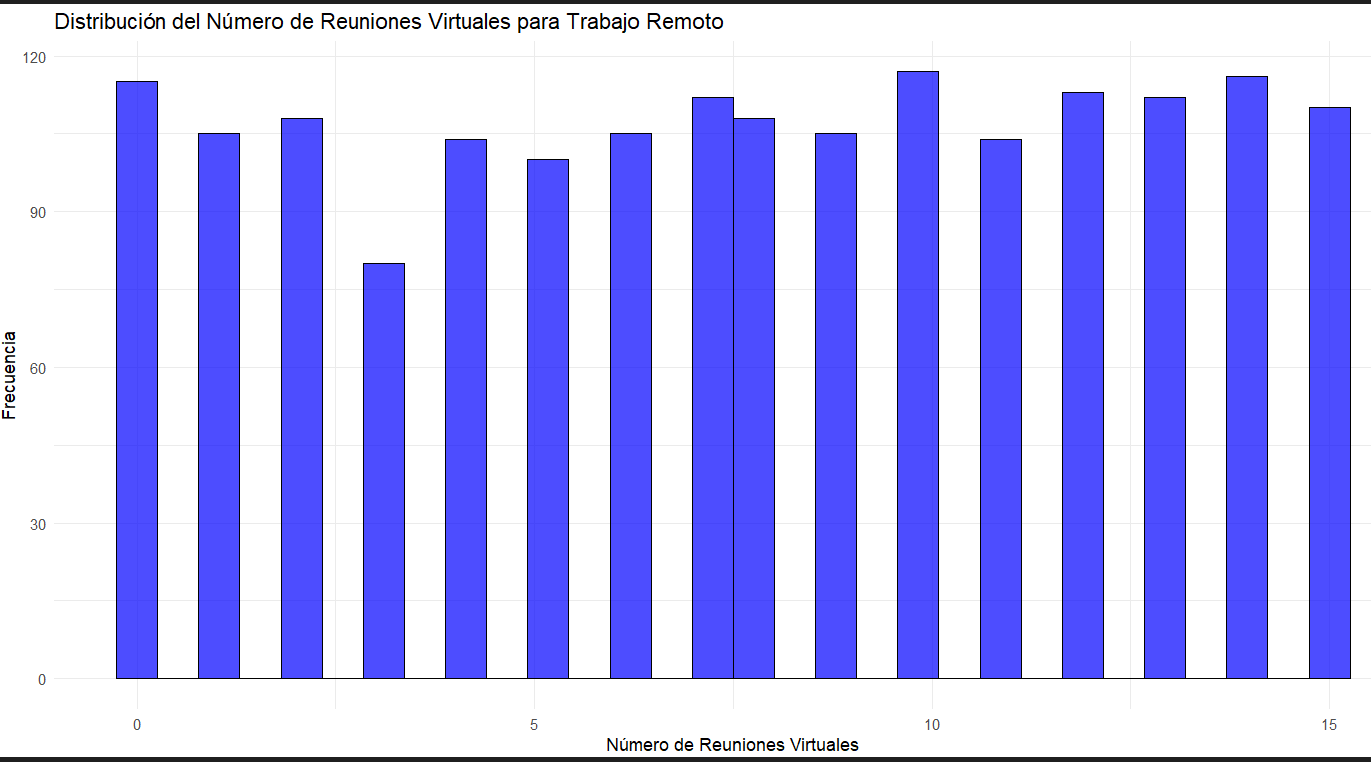 Distribución del Número de Reuniones Virtuales para Trabajo Remoto
120
90
60
30
0
Frecuencia
0 5 10 15
Número de Reuniones Virtuales